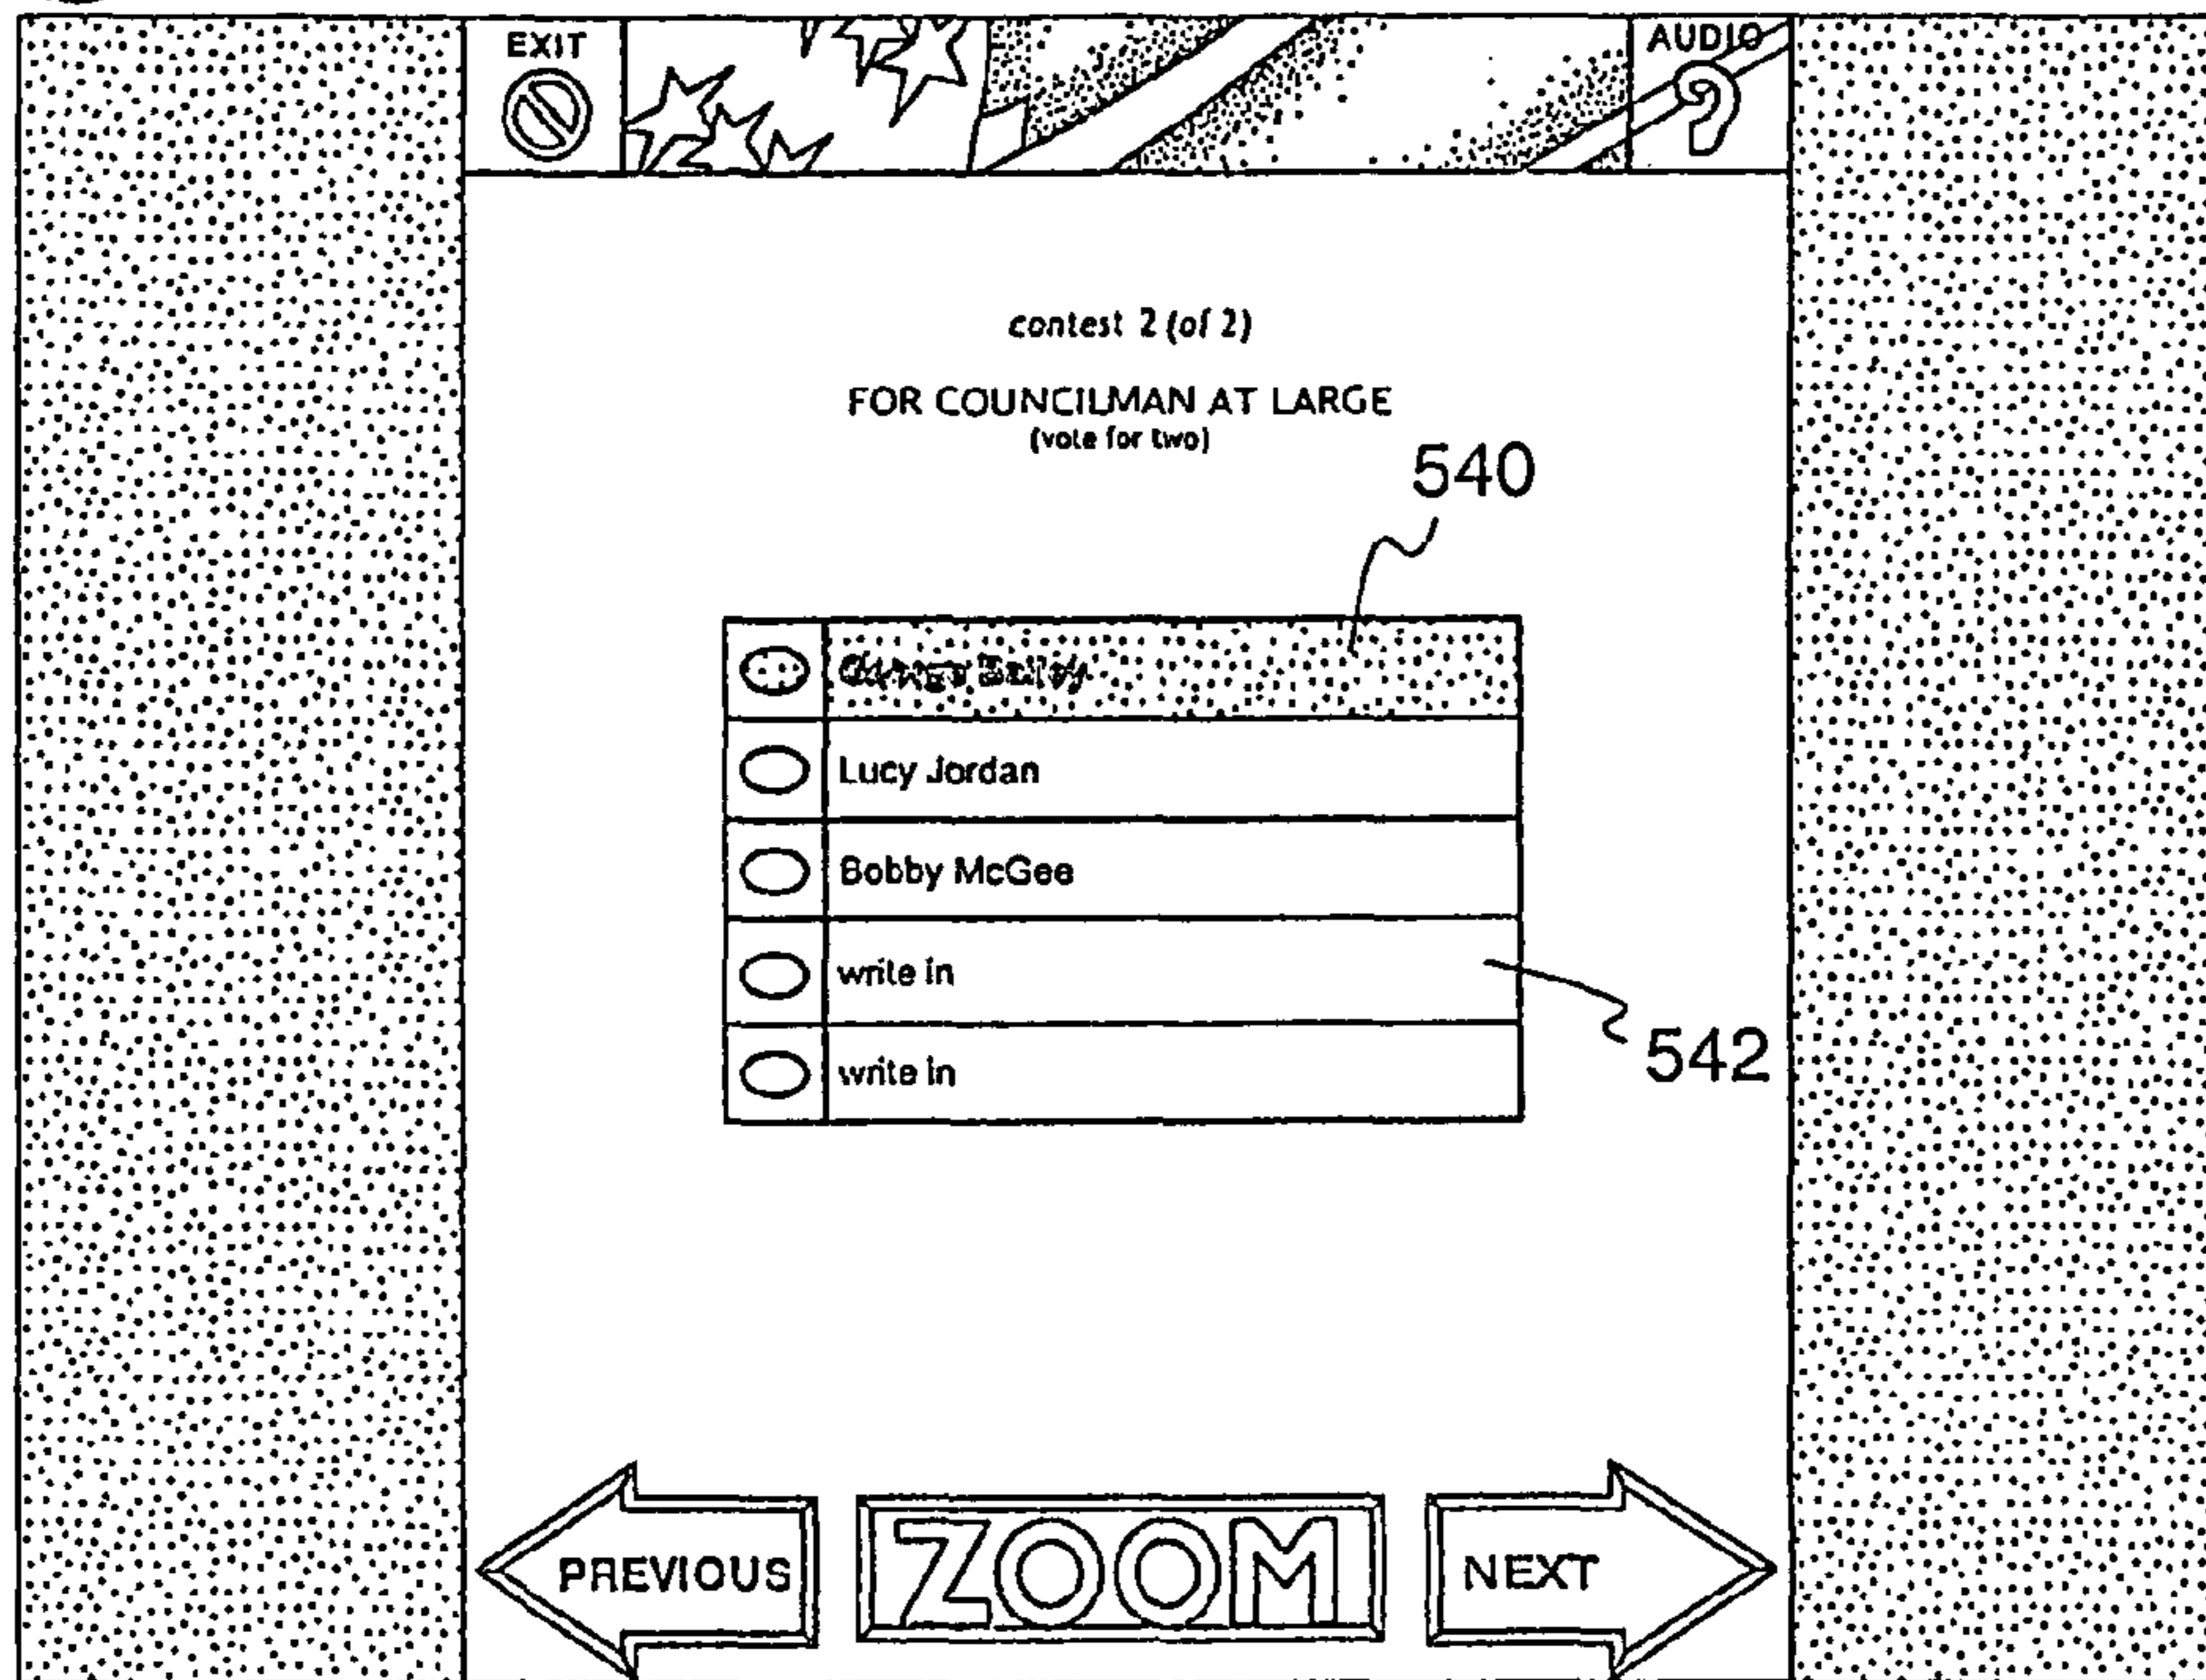 EXIT
AUDIO
contest 2 (of 2)
FOR COUNCILMAN AT LARGE
(vote for two)
540
Lucy Jordan
Bobby McGee
write in
542
write in
PREVIOUS
ZOOM
NEXT